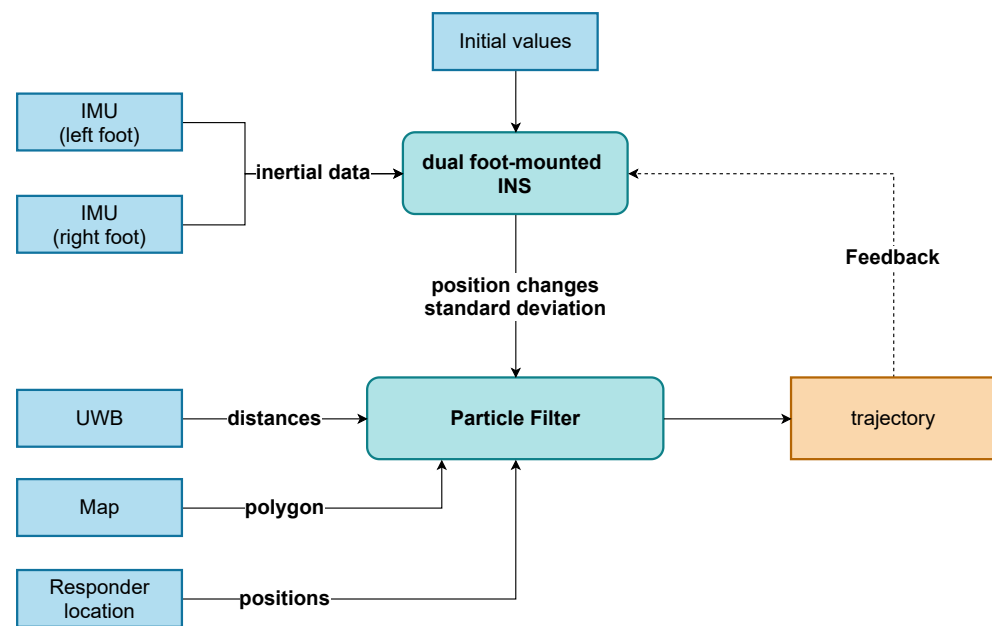 Initial values
IMU
(left foot)
dual foot-mounted
INS
inertial data
IMU
(right foot)
Feedback
position changes
standard deviation
UWB
distances
Particle Filter
trajectory
Map
polygon
Responder
location
positions